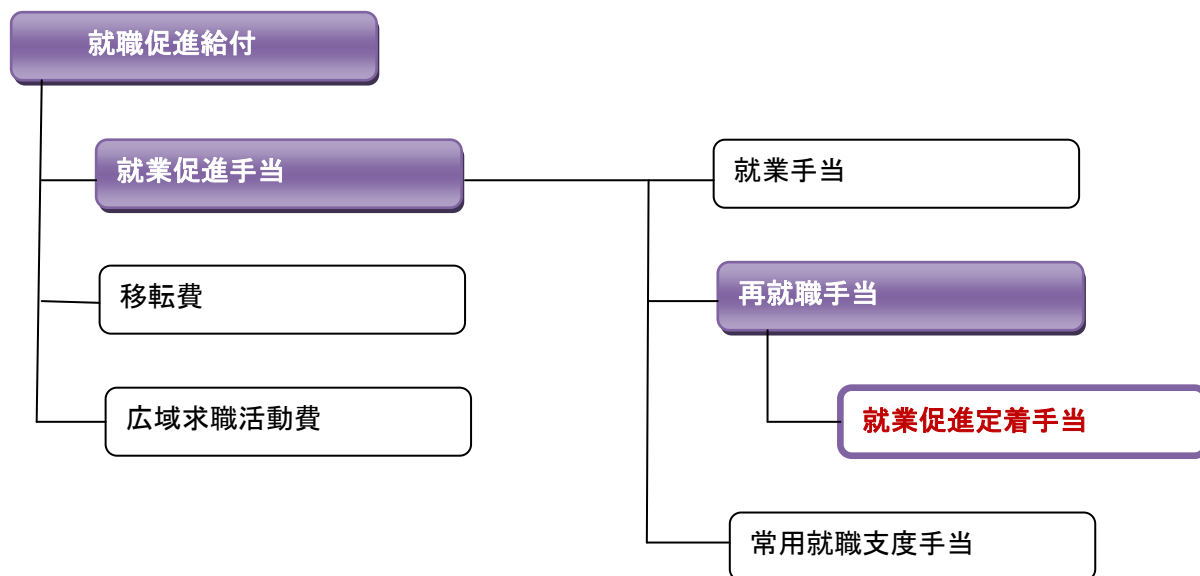 就職促進給付
就業促進手当
就業手当
移転費
再就職手当
広域求職活動費
就業促進定着手当
常用就職支度手当